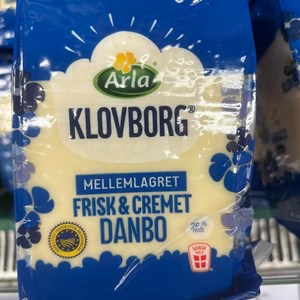 Arla
KLOVBORG®
MELLEMLAGRET
FRISK & CREMET
DANBO